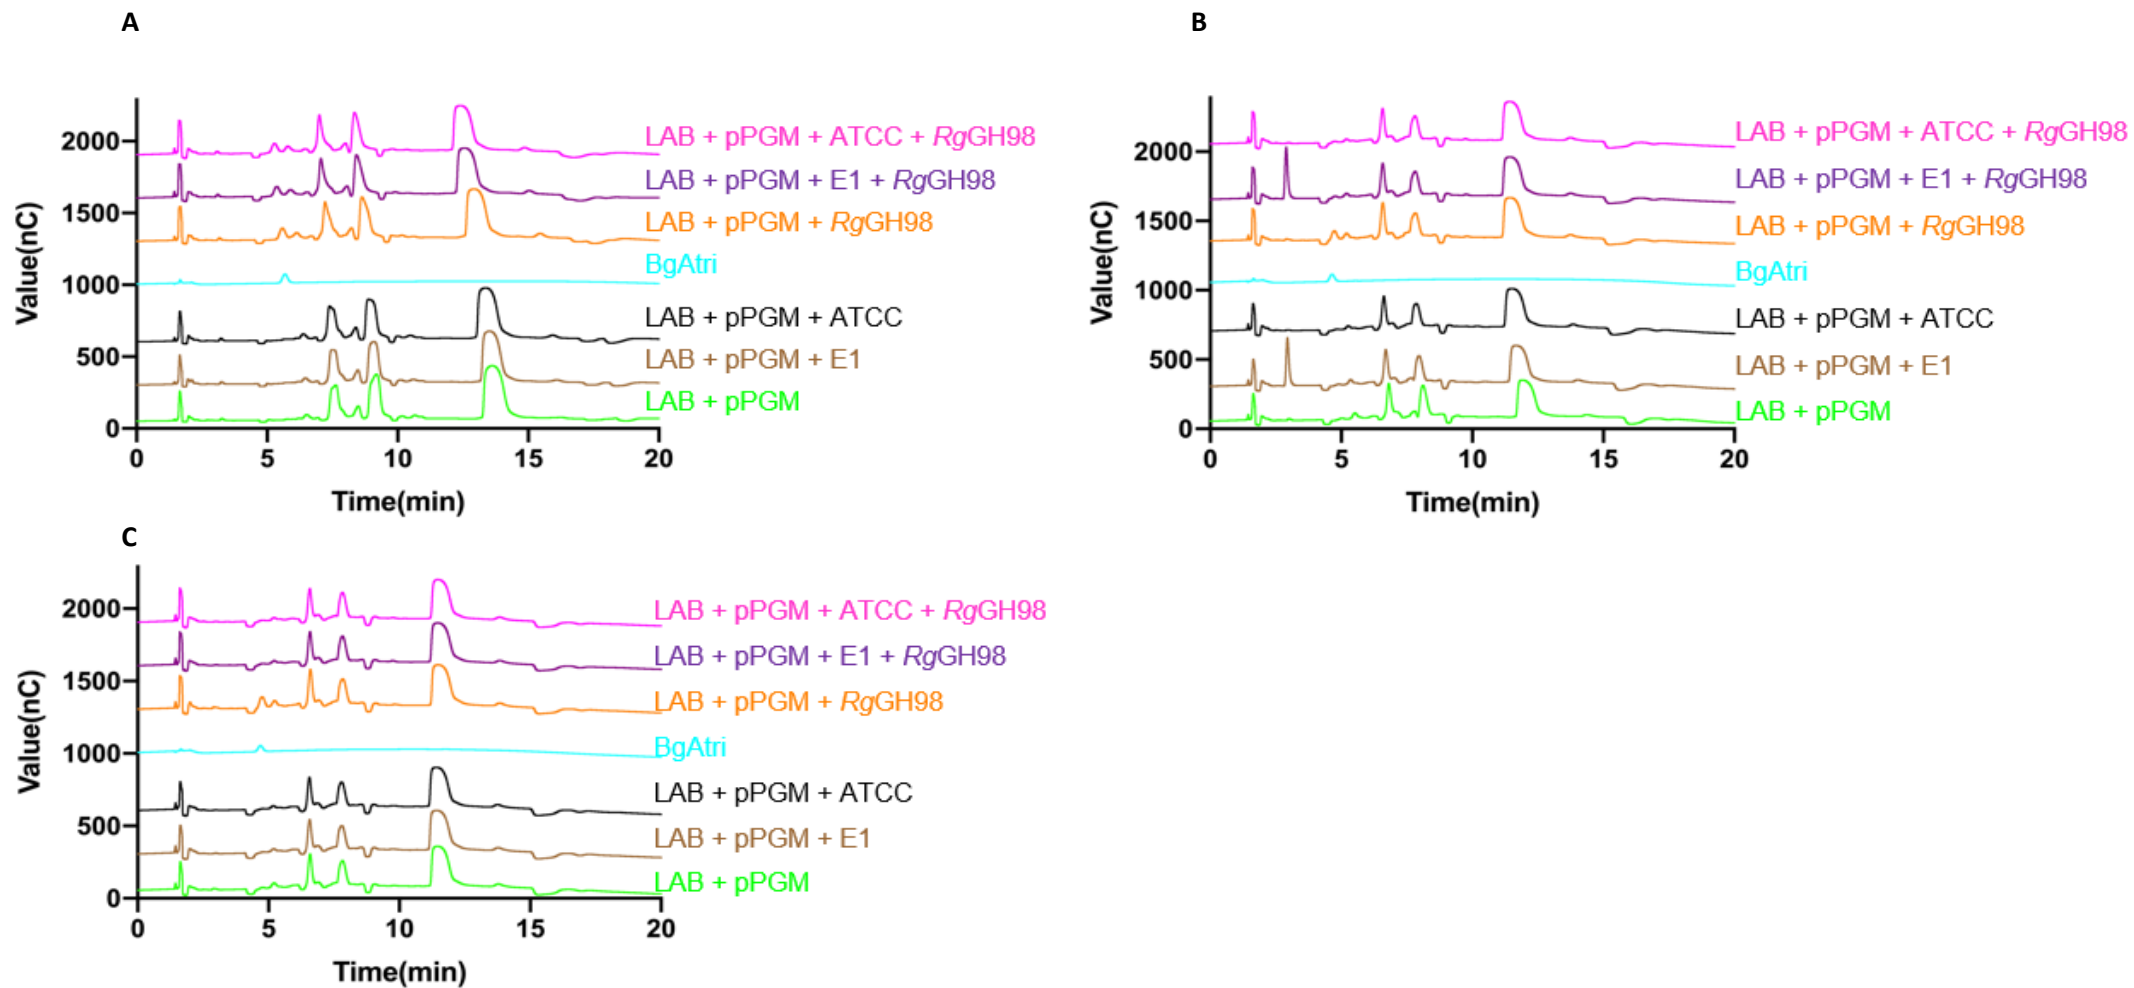 A
Value(nC)
2000
1500
1000
500
0
LAB + pPGM + ATCC + RgGH98
LAB + pPGM + E1 + RgGH98
LAB + pPGM + RgGH98
BgAtri
LAB + pPGM + ATCC
LAB + pPGM + E1
LAB + pPGM
0 5 10 15 20
Time(min)
B
Value(nC)
2000
1500
1000
500
0
LAB + pPGM + ATCC + RgGH98
LAB + pPGM + E1 + RgGH98
LAB + pPGM + RgGH98
BgAtri
LAB + pPGM + ATCC
LAB + pPGM + E1
LAB + pPGM
0 5 10 15 20
Time(min)
C
Value(nC)
2000
1500
1000
500
0
LAB + pPGM + ATCC + RgGH98
LAB + pPGM + E1 + RgGH98
LAB + pPGM + RgGH98
BgAtri
LAB + pPGM + ATCC
LAB + pPGM + E1
LAB + pPGM
0 5 10 15 20
Time(min)